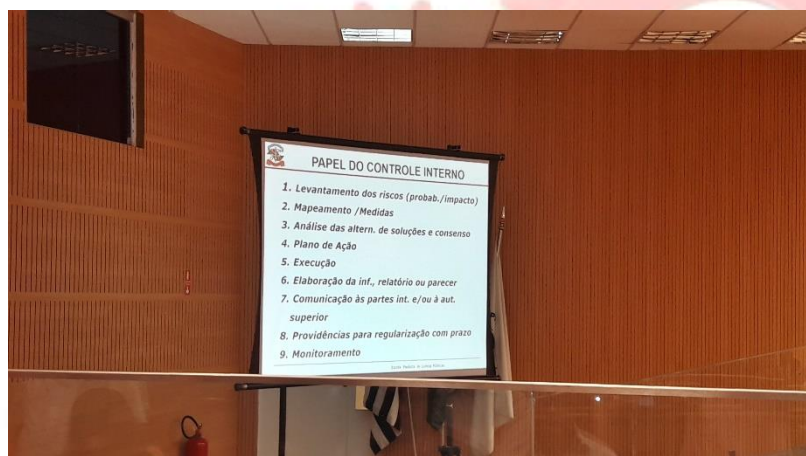 PAPEL DO CONTROLE INTERNO
1. Levantamento dos riscos (probab./impacto)
2. Mapeamento /Medidas
3. Análise das altern. de soluções e consenso
4. Plano de Ação
5. Execução
6. Elaboração da inf., relatório ou parecer
7. Comunicação às partes int. e/ou à aut.
superior
8. Providências para regularização com prazo
9. Monitoramento